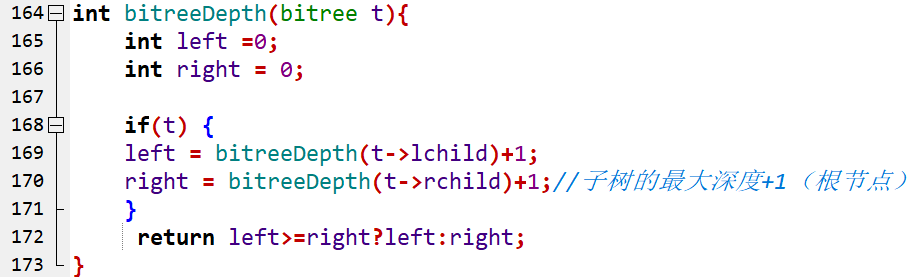 164 int bitreeDepth(bitree t){
165 int left =0;
166 int right = 0;
167
168 if(t) {
169 left = bitreeDepth(t->lchild)+1;
170 right = bitreeDepth(t->rchild)+1;//子树的最大深度+1（根节点）
171 }
172 return left>=right?left:right;
173 }